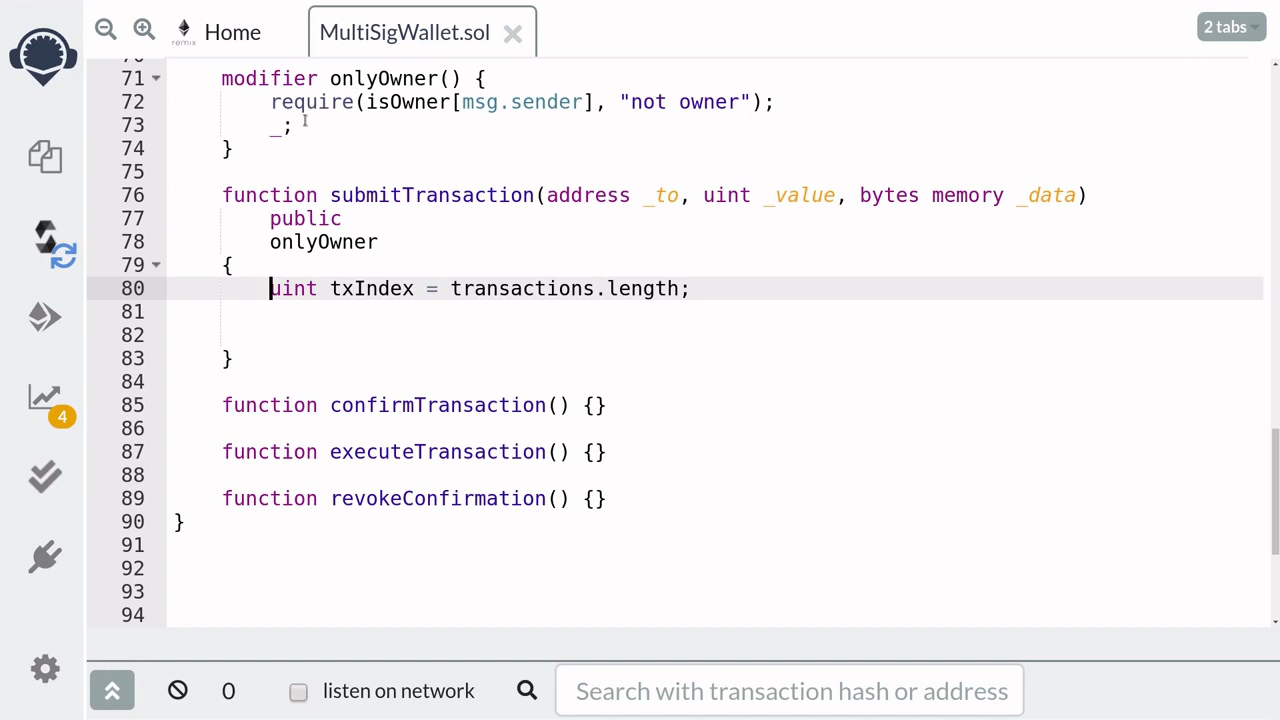 remix
Home
MultiSigWallet.sol
2 tabs
71 modifier onlyOwner() {
72 require(isOwner[msg.sender], "not owner");
73 _;
74 }
75
76 function submitTransaction(address _to, uint _value, bytes memory _data)
77 public
78 onlyOwner
79 {
80 uint txIndex = transactions.length;
81
82
83 }
84
85 function confirmTransaction() {}
86
87 function executeTransaction() {}
88
89 function revokeConfirmation() {}
90 }
91
92
93
94
4
0
listen on network
Search with transaction hash or address